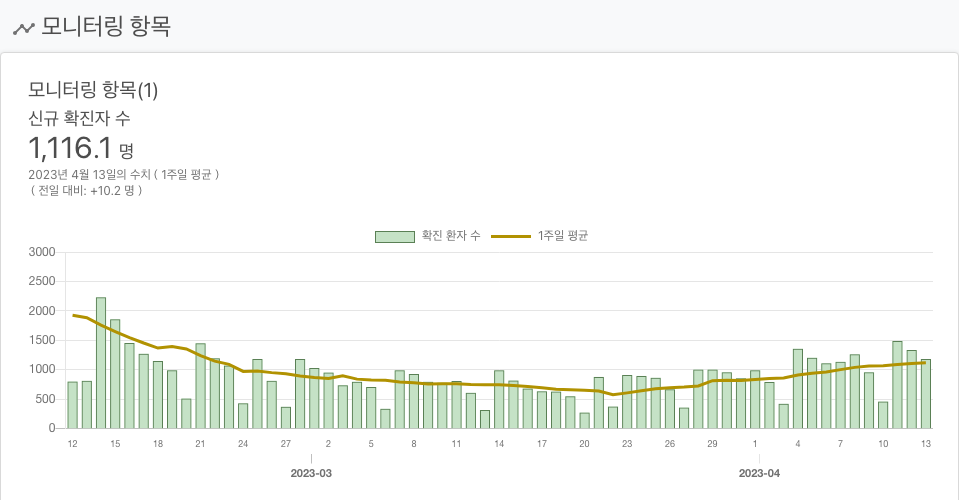 모니터링 항목
모니터링 항목(1)
신규 확진자 수
1,116.1 명
2023년 4월 13일의 수치 ( 1주일 평균 )
( 전일 대비: +10.2 명 )
확진 환자 수 1주일 평균
3000
2500
2000
1500
1000
500
0
12 15 18 21 24 27 2 5 8 11 14 17 20 23 26 29 1 4 7 10 13
2023-03 2023-04